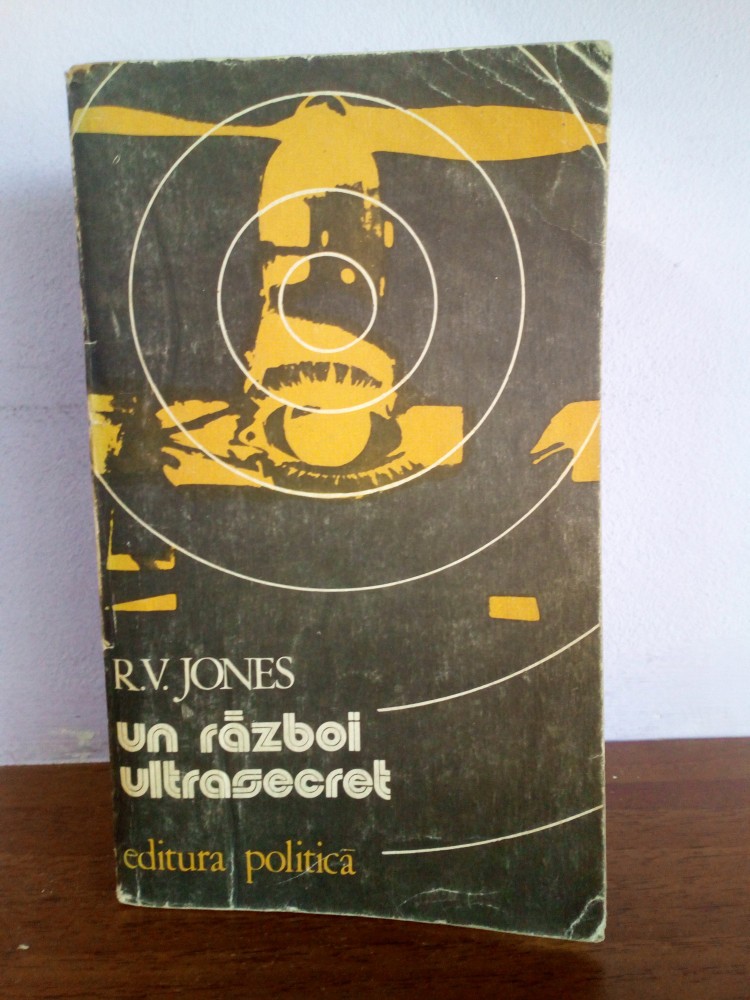 R.V. JONES
un război
ultrasecret
editura politică